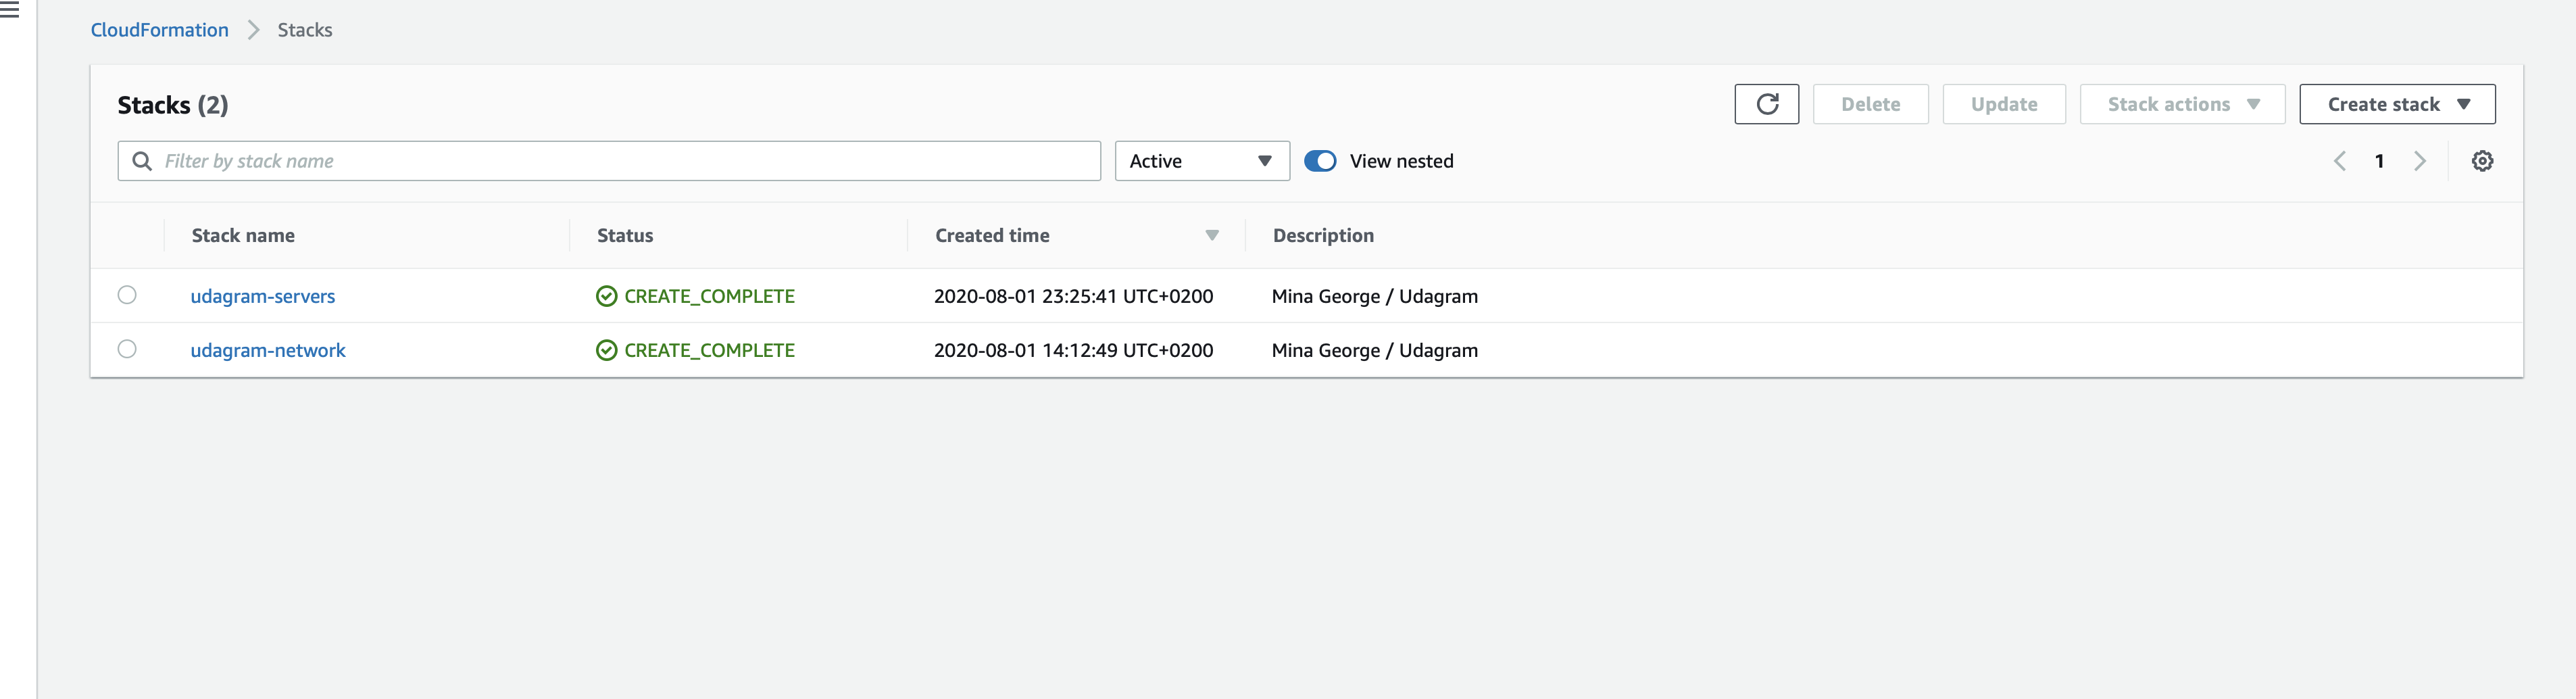 CloudFormation Stacks
Stacks (2) Delete Update Stack actions Create stack
Filter by stack name Active View nested 1
Stack name Status Created time Description
udagram-servers CREATE_COMPLETE 2020-08-01 23:25:41 UTC+0200 Mina George / Udagram
udagram-network CREATE_COMPLETE 2020-08-01 14:12:49 UTC+0200 Mina George / Udagram